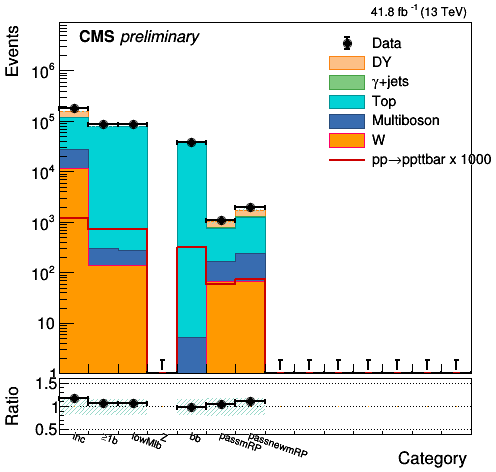 41.8 fb⁻¹ (13 TeV)
CMS preliminary
Events
Data
DY
γ+jets
Top
Multiboson
W
pp→ppttbar x 1000
10⁶
10⁵
10⁴
10³
10²
10
1
Ratio
1.5
1
0.5
inc
≥1b
lowMlb
Z
bb
passmRP
passnewmRP
Category